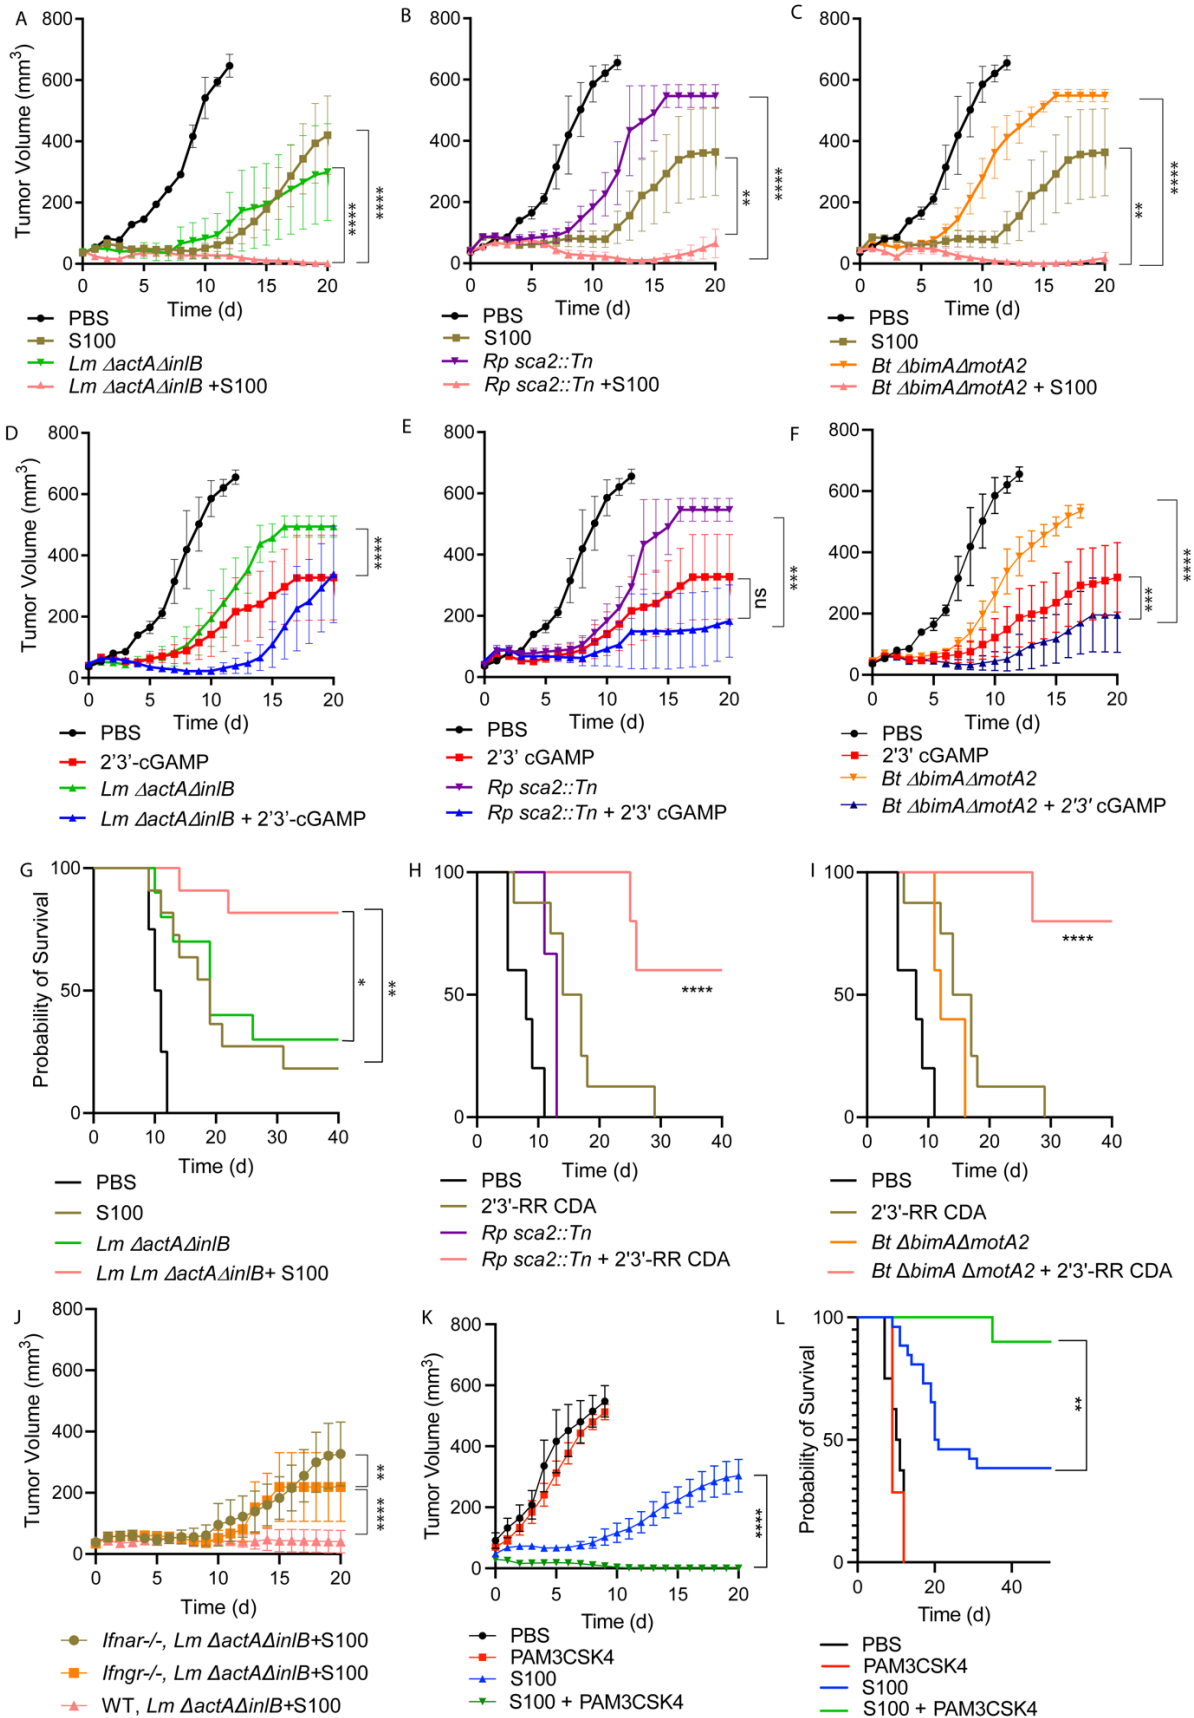 A
800
600
400
200
0
0
5
10
15
20
Tumor Volume (mm3)
Time (d)
****
****
PBS
S100
Lm ΔactAΔinlB
Lm ΔactAΔinlB +S100
B
800
600
400
200
0
0
5
10
15
20
Time (d)
**
****
PBS
S100
Rp sca2::Tn
Rp sca2::Tn +S100
C
800
600
400
200
0
0
5
10
15
20
Time (d)
**
****
PBS
S100
Bt ΔbimAΔmotA2
Bt ΔbimAΔmotA2 + S100
D
800
600
400
200
0
0
5
10
15
20
Tumor Volume (mm3)
Time (d)
****
PBS
2'3'-cGAMP
Lm ΔactAΔinlB
Lm ΔactAΔinlB + 2'3'-cGAMP
E
800
600
400
200
0
0
5
10
15
20
Time (d)
ns
***
PBS
2'3' cGAMP
Rp sca2::Tn
Rp sca2::Tn + 2'3' cGAMP
F
800
600
400
200
0
0
5
10
15
20
Time (d)
***
****
PBS
2'3' cGAMP
Bt ΔbimAΔmotA2
Bt ΔbimAΔmotA2 + 2'3' cGAMP
G
100
50
0
0
10
20
30
40
Probability of Survival
Time (d)
*
**
PBS
S100
Lm ΔactAΔinlB
Lm Lm ΔactAΔinlB+ S100
H
100
50
0
0
10
20
30
40
Time (d)
****
PBS
2'3'-RR CDA
Rp sca2::Tn
Rp sca2::Tn + 2'3'-RR CDA
I
100
50
0
0
10
20
30
40
Time (d)
****
PBS
2'3'-RR CDA
Bt ΔbimAΔmotA2
Bt ΔbimA ΔmotA2 + 2'3'-RR CDA
J
800
600
400
200
0
0
5
10
15
20
Tumor Volume (mm3)
Time (d)
**
****
Ifnar-/-, Lm ΔactAΔinlB+S100
Ifngr-/-, Lm ΔactAΔinlB+S100
WT, Lm ΔactAΔinlB+S100
K
800
600
400
200
0
0
5
10
15
20
Tumor Volume (mm3)
Time (d)
****
PBS
PAM3CSK4
S100
S100 + PAM3CSK4
L
100
50
0
0
20
40
Probability of Survival
Time (d)
**
PBS
PAM3CSK4
S100
S100 + PAM3CSK4